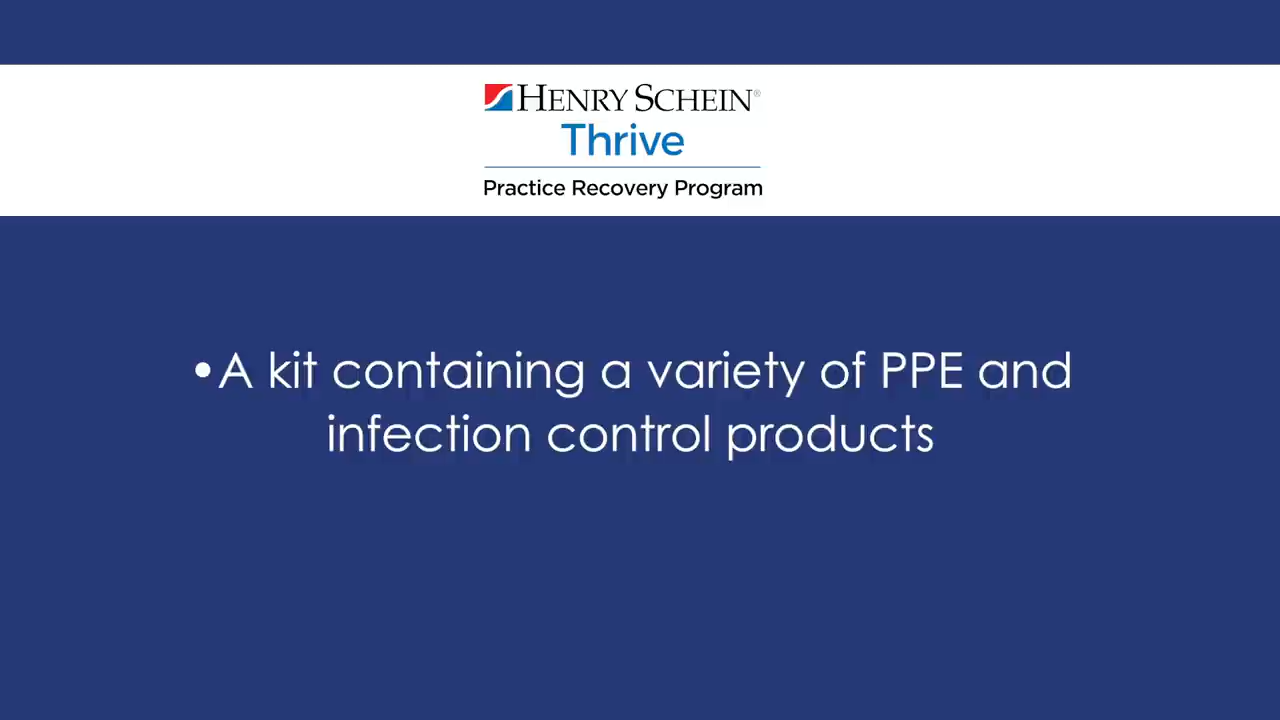 HENRY SCHEIN®
Thrive
Practice Recovery Program
•A kit containing a variety of PPE and
infection control products